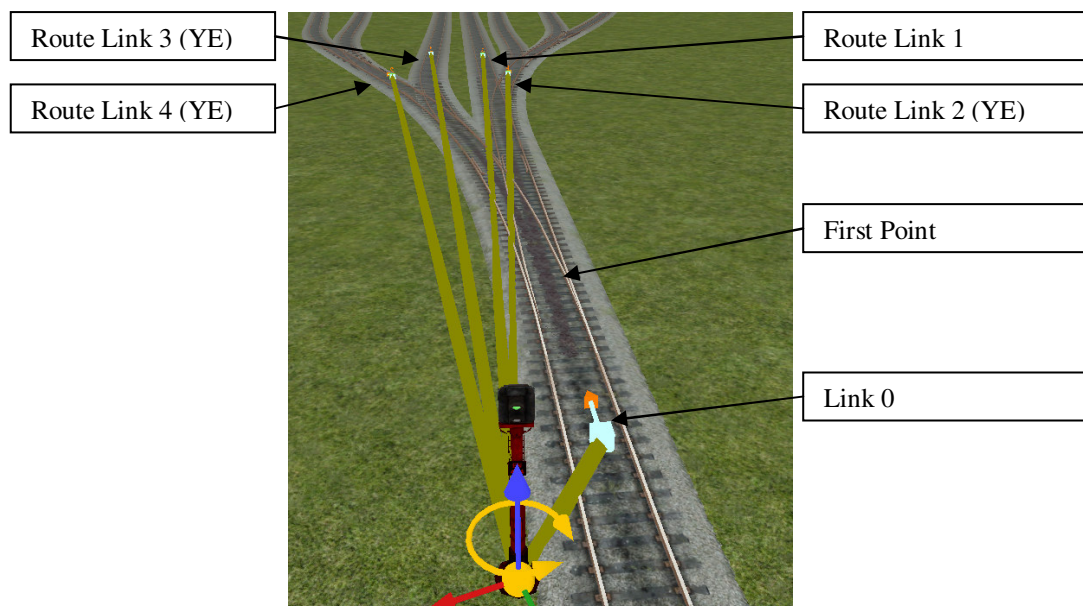 Route Link 3 (YE)
Route Link 4 (YE)
Route Link 1
Route Link 2 (YE)
First Point
Link 0